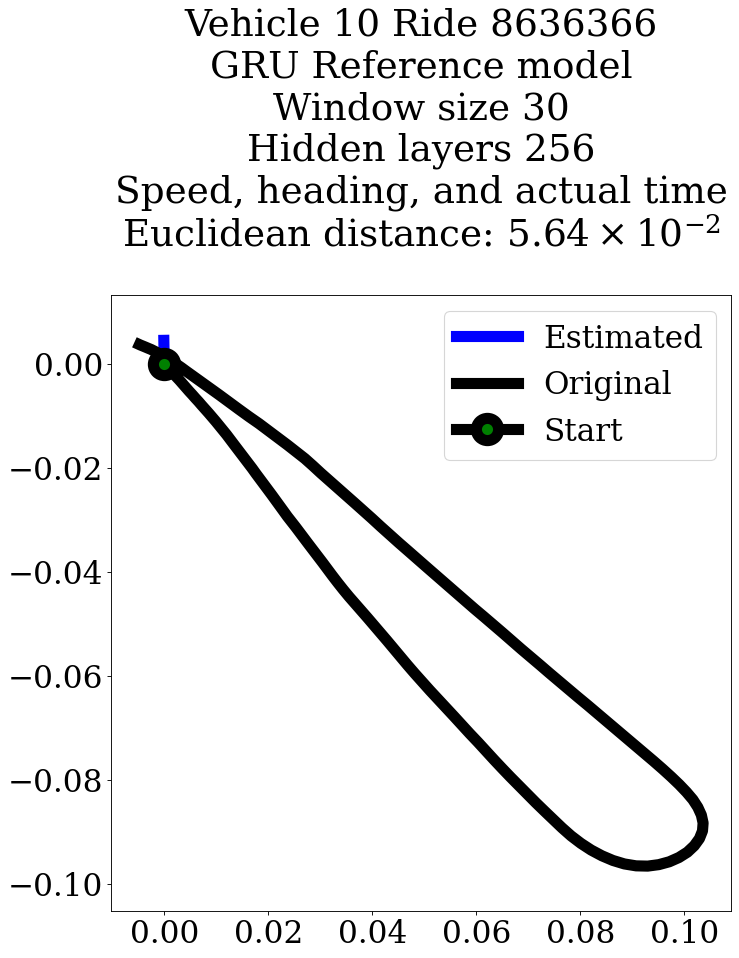 Vehicle 10 Ride 8636366
GRU Reference model
Window size 30
Hidden layers 256
Speed, heading, and actual time
Euclidean distance: 5.64 × 10⁻²
Estimated
Original
Start
0.00
−0.02
−0.04
−0.06
−0.08
−0.10
0.00 0.02 0.04 0.06 0.08 0.10